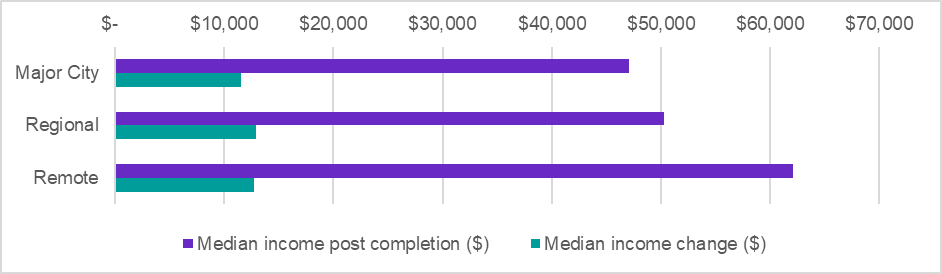 $- $10,000 $20,000 $30,000 $40,000 $50,000 $60,000 $70,000
Major City
Regional
Remote
Median income post completion ($) Median income change ($)